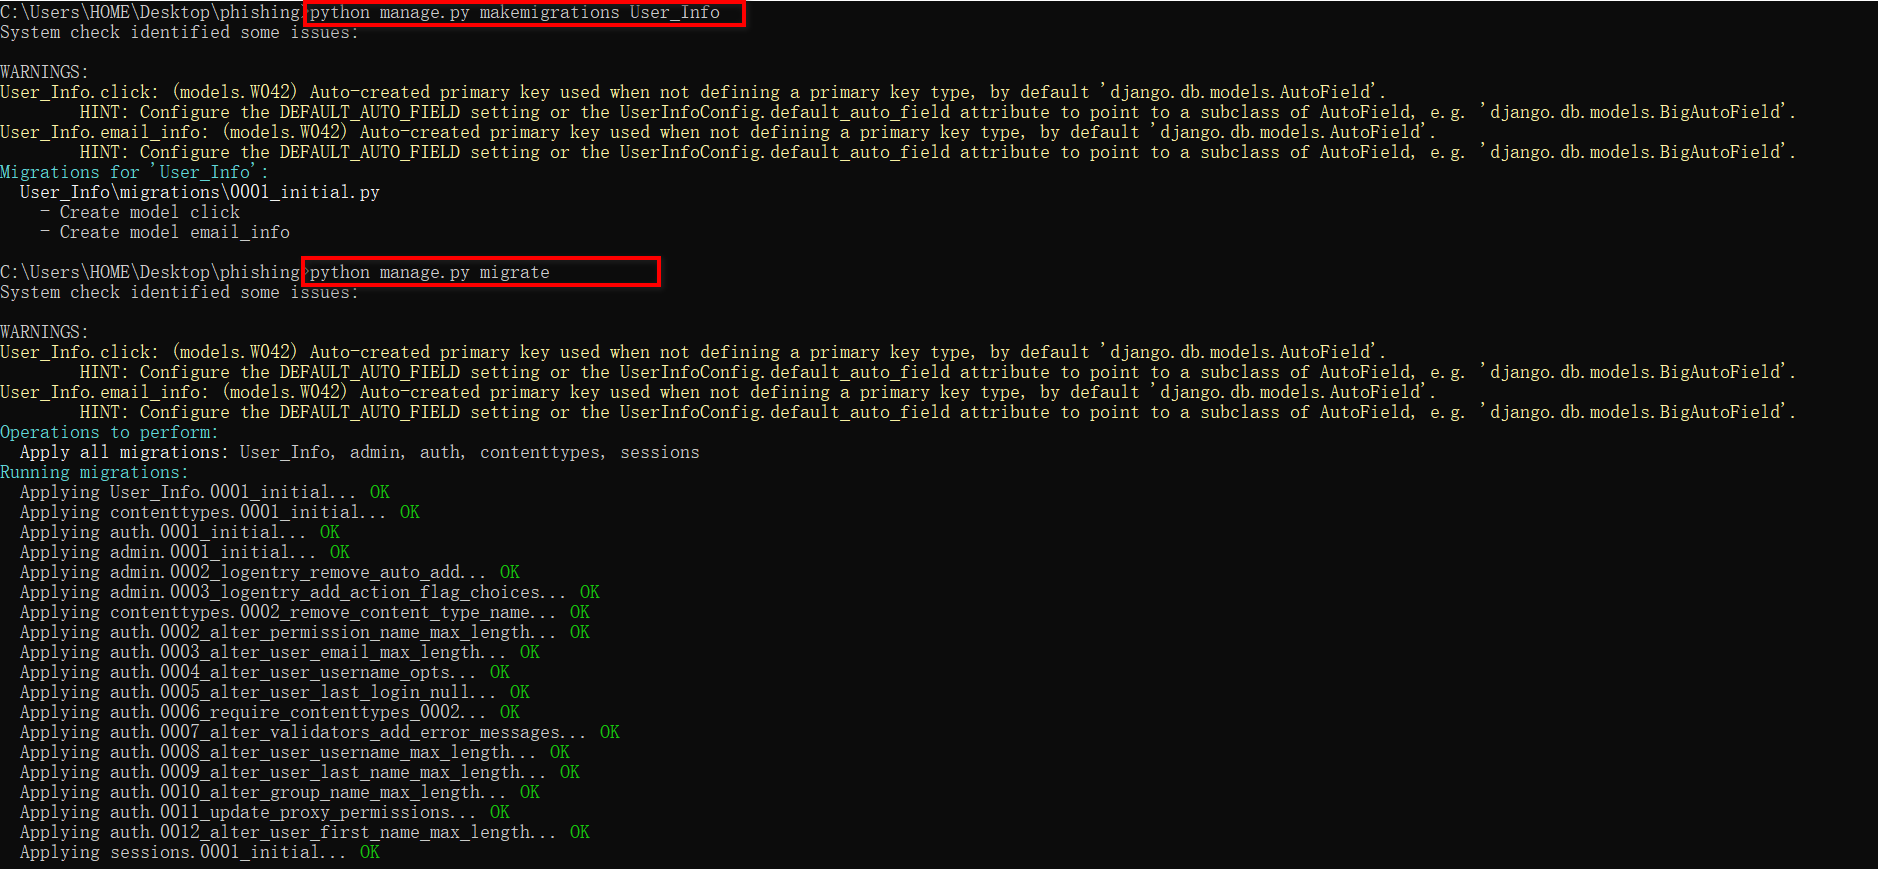 C:\Users\HOME\Desktop\phishing>python manage.py makemigrations User_Info
System check identified some issues:
WARNINGS:
User_Info.click: (models.W042) Auto-created primary key used when not defining a primary key type, by default 'django.db.models.AutoField'.
HINT: Configure the DEFAULT_AUTO_FIELD setting or the UserInfoConfig.default_auto_field attribute to point to a subclass of AutoField, e.g. 'django.db.models.BigAutoField'.
User_Info.email_info: (models.W042) Auto-created primary key used when not defining a primary key type, by default 'django.db.models.AutoField'.
HINT: Configure the DEFAULT_AUTO_FIELD setting or the UserInfoConfig.default_auto_field attribute to point to a subclass of AutoField, e.g. 'django.db.models.BigAutoField'.
Migrations for 'User_Info':
User_Info\migrations\0001_initial.py
- Create model click
- Create model email_info
C:\Users\HOME\Desktop\phishing>python manage.py migrate
System check identified some issues:
WARNINGS:
User_Info.click: (models.W042) Auto-created primary key used when not defining a primary key type, by default 'django.db.models.AutoField'.
HINT: Configure the DEFAULT_AUTO_FIELD setting or the UserInfoConfig.default_auto_field attribute to point to a subclass of AutoField, e.g. 'django.db.models.BigAutoField'.
User_Info.email_info: (models.W042) Auto-created primary key used when not defining a primary key type, by default 'django.db.models.AutoField'.
HINT: Configure the DEFAULT_AUTO_FIELD setting or the UserInfoConfig.default_auto_field attribute to point to a subclass of AutoField, e.g. 'django.db.models.BigAutoField'.
Operations to perform:
Apply all migrations: User_Info, admin, auth, contenttypes, sessions
Running migrations:
Applying User_Info.0001_initial... OK
Applying contenttypes.0001_initial... OK
Applying auth.0001_initial... OK
Applying admin.0001_initial... OK
Applying admin.0002_logentry_remove_auto_add... OK
Applying admin.0003_logentry_add_action_flag_choices... OK
Applying contenttypes.0002_remove_content_type_name... OK
Applying auth.0002_alter_permission_name_max_length... OK
Applying auth.0003_alter_user_email_max_length... OK
Applying auth.0004_alter_user_username_opts... OK
Applying auth.0005_alter_user_last_login_null... OK
Applying auth.0006_require_contenttypes_0002... OK
Applying auth.0007_alter_validators_add_error_messages... OK
Applying auth.0008_alter_user_username_max_length... OK
Applying auth.0009_alter_user_last_name_max_length... OK
Applying auth.0010_alter_group_name_max_length... OK
Applying auth.0011_update_proxy_permissions... OK
Applying auth.0012_alter_user_first_name_max_length... OK
Applying sessions.0001_initial... OK